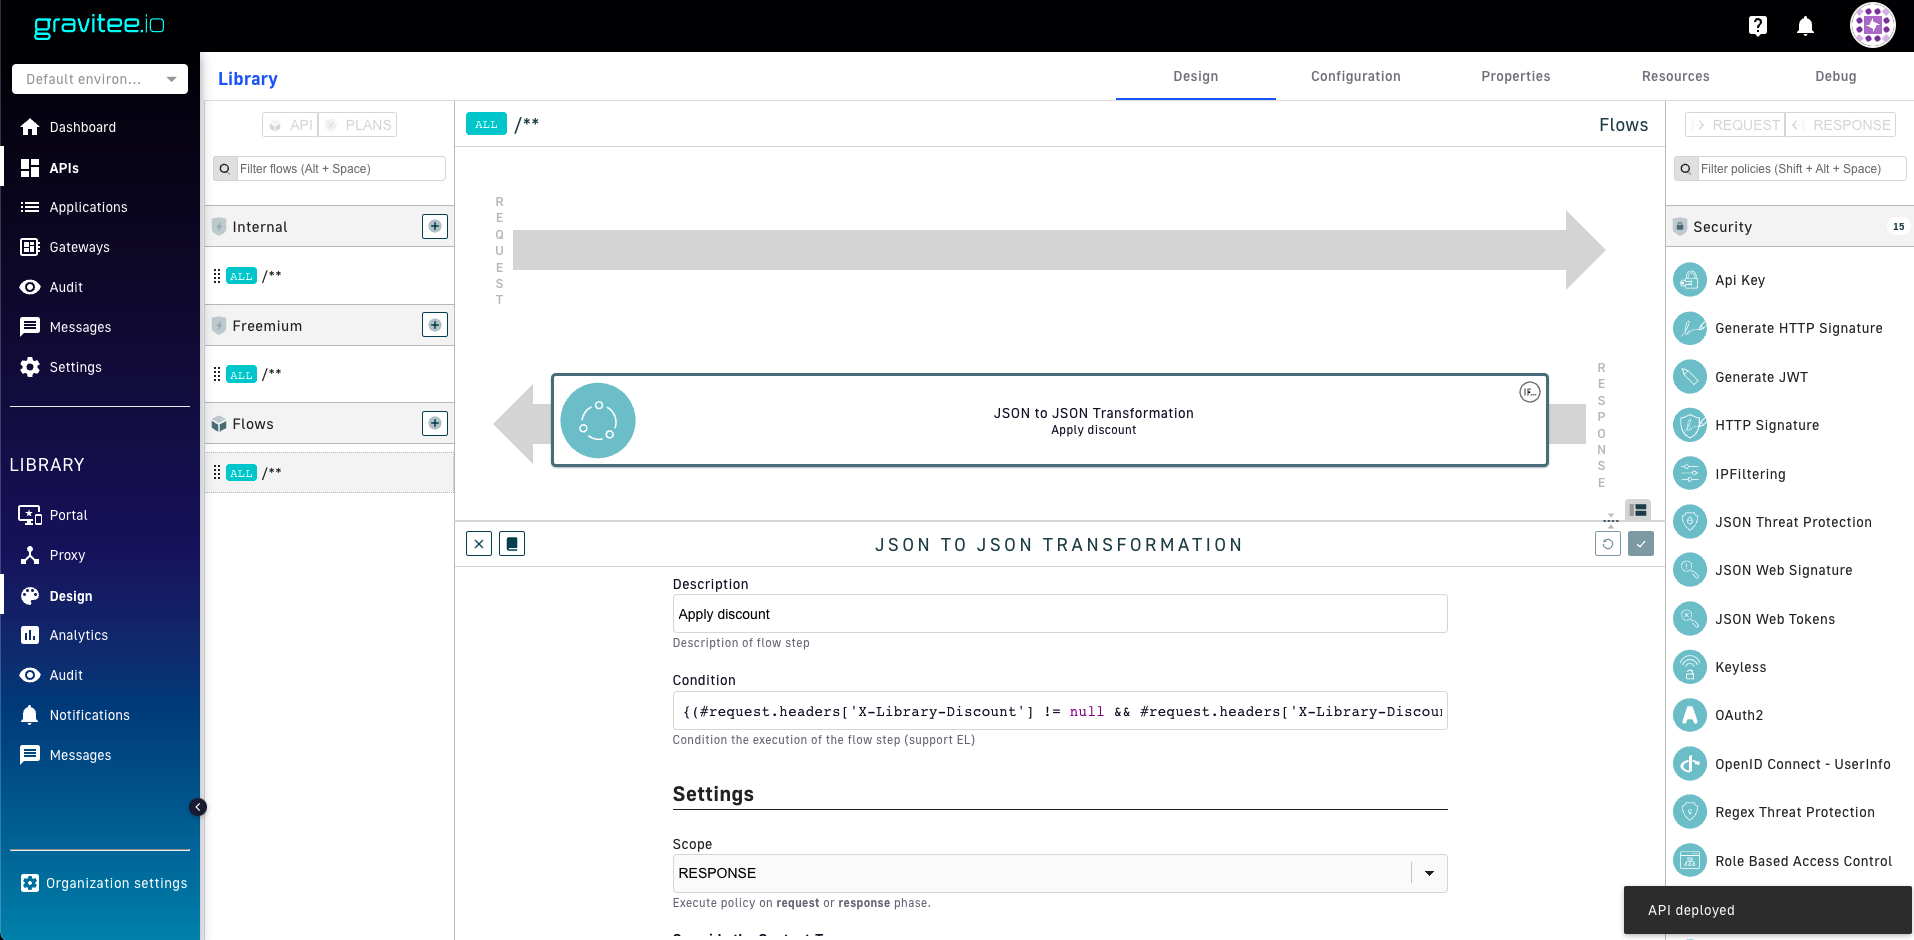 gravitee.io
Default environ...
Dashboard
APIs
Applications
Gateways
Audit
Messages
Settings
LIBRARY
Portal
Proxy
Design
Analytics
Audit
Notifications
Messages
Organization settings
Library
Design
Configuration
Properties
Resources
Debug
API
PLANS
Filter flows (Alt + Space)
Internal
ALL /**
Freemium
ALL /**
Flows
ALL /**
ALL /**
Flows
REQUEST
JSON to JSON Transformation
Apply discount
IF...
RESPONSE
JSON TO JSON TRANSFORMATION
Description
Apply discount
Description of flow step
Condition
{(#request.headers['X-Library-Discount'] != null && #request.headers['X-Library-Discou
Condition the execution of the flow step (support EL)
Settings
Scope
RESPONSE
Execute policy on request or response phase.
REQUEST
RESPONSE
Filter policies (Shift + Alt + Space)
Security
15
Api Key
Generate HTTP Signature
Generate JWT
HTTP Signature
IPFiltering
JSON Threat Protection
JSON Web Signature
JSON Web Tokens
Keyless
OAuth2
OpenID Connect - UserInfo
Regex Threat Protection
Role Based Access Control
API deployed